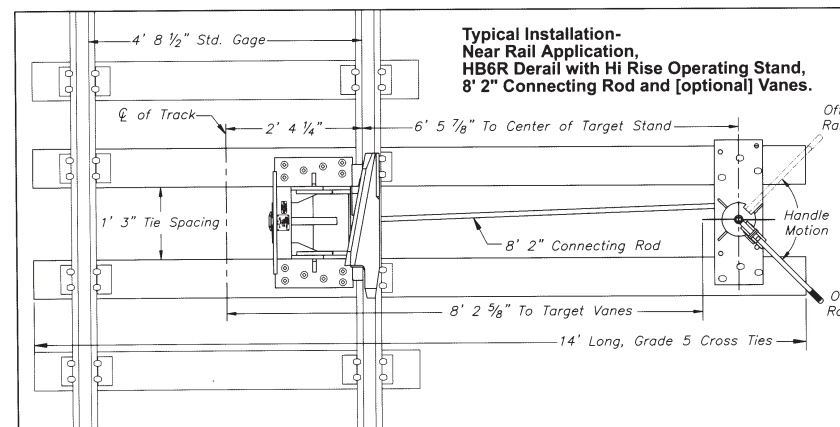 Typical Installation-
Near Rail Application,
HB6R Derail with Hi Rise Operating Stand,
8' 2" Connecting Rod and [optional] Vanes.
4' 8 ½" Std. Gage
℄ of Track
2' 4 ¼"
6' 5 ⅞" To Center of Target Stand
1' 3" Tie Spacing
8' 2" Connecting Rod
Handle
Motion
8' 2 ⅝" To Target Vanes
14' Long, Grade 5 Cross Ties